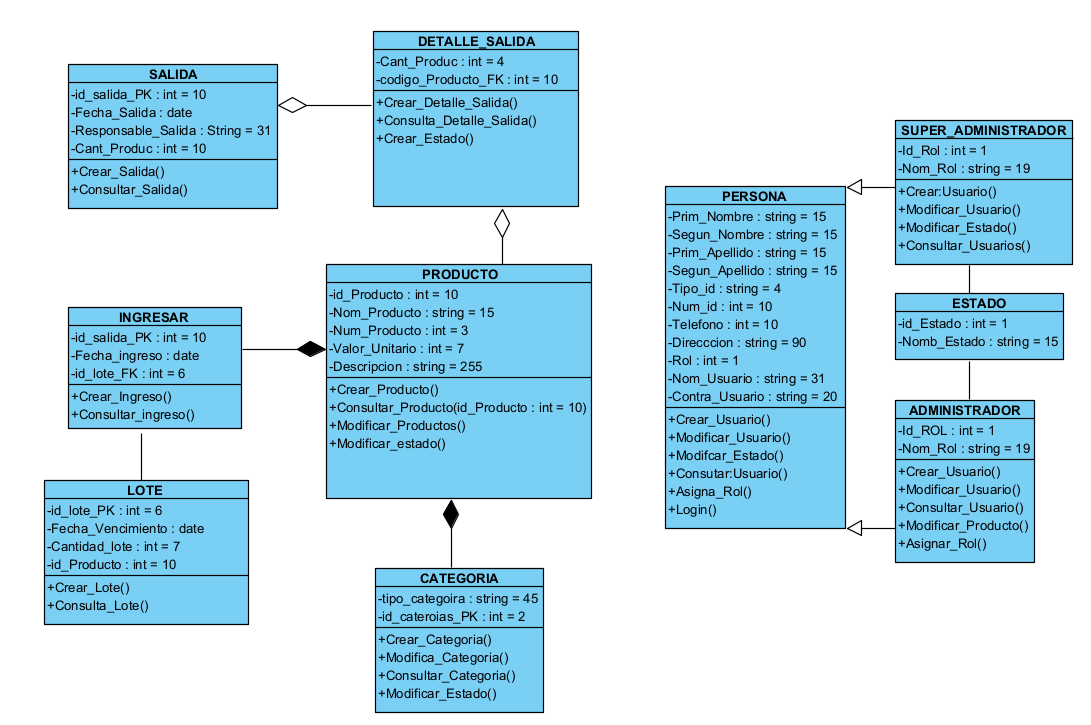 DETALLE_SALIDA
-Cant_Produc : int = 4
-codigo_Producto_FK : int = 10
+Crear_Detalle_Salida()
+Consulta_Detalle_Salida()
+Crear_Estado()
SALIDA
-id_salida_PK : int = 10
-Fecha_Salida : date
-Responsable_Salida : String = 31
-Cant_Produc : int = 10
+Crear_Salida()
+Consultar_Salida()
SUPER_ADMINISTRADOR
-Id_Rol : int = 1
-Nom_Rol : string = 19
+Crear:Usuario()
+Modificar_Usuario()
+Modificar_Estado()
+Consultar_Usuarios()
PERSONA
-Prim_Nombre : string = 15
-Segun_Nombre : string = 15
-Prim_Apellido : string = 15
-Segun_Apellido : string = 15
-Tipo_id : string = 4
-Num_id : int = 10
-Telefono : int = 10
-Direcccion : string = 90
-Rol : int = 1
-Nom_Usuario : string = 31
-Contra_Usuario : string = 20
+Crear_Usuario()
+Modificar_Usuario()
+Modifcar_Estado()
+Consutar:Usuario()
+Asigna_Rol()
+Login()
PRODUCTO
-id_Producto : int = 10
-Nom_Producto : string = 15
-Num_Producto : int = 3
-Valor_Unitario : int = 7
-Descripcion : string = 255
+Crear_Producto()
+Consultar_Producto(id_Producto : int = 10)
+Modificar_Productos()
+Modificar_estado()
INGRESAR
-id_salida_PK : int = 10
-Fecha_ingreso : date
-id_lote_FK : int = 6
+Crear_Ingreso()
+Consultar_ingreso()
ESTADO
-id_Estado : int = 1
-Nomb_Estado : string = 15
ADMINISTRADOR
-Id_ROL : int = 1
-Nom_Rol : string = 19
+Crear_Usuario()
+Modificar_Usuario()
+Consultar_Usuario()
+Modificar_Producto()
+Asignar_Rol()
LOTE
-id_lote_PK : int = 6
-Fecha_Vencimiento : date
-Cantidad_lote : int = 7
-id_Producto : int = 10
+Crear_Lote()
+Consulta_Lote()
CATEGORIA
-tipo_categoira : string = 45
-id_cateroias_PK : int = 2
+Crear_Categoria()
+Modifica_Categoria()
+Consultar_Categoria()
+Modificar_Estado()